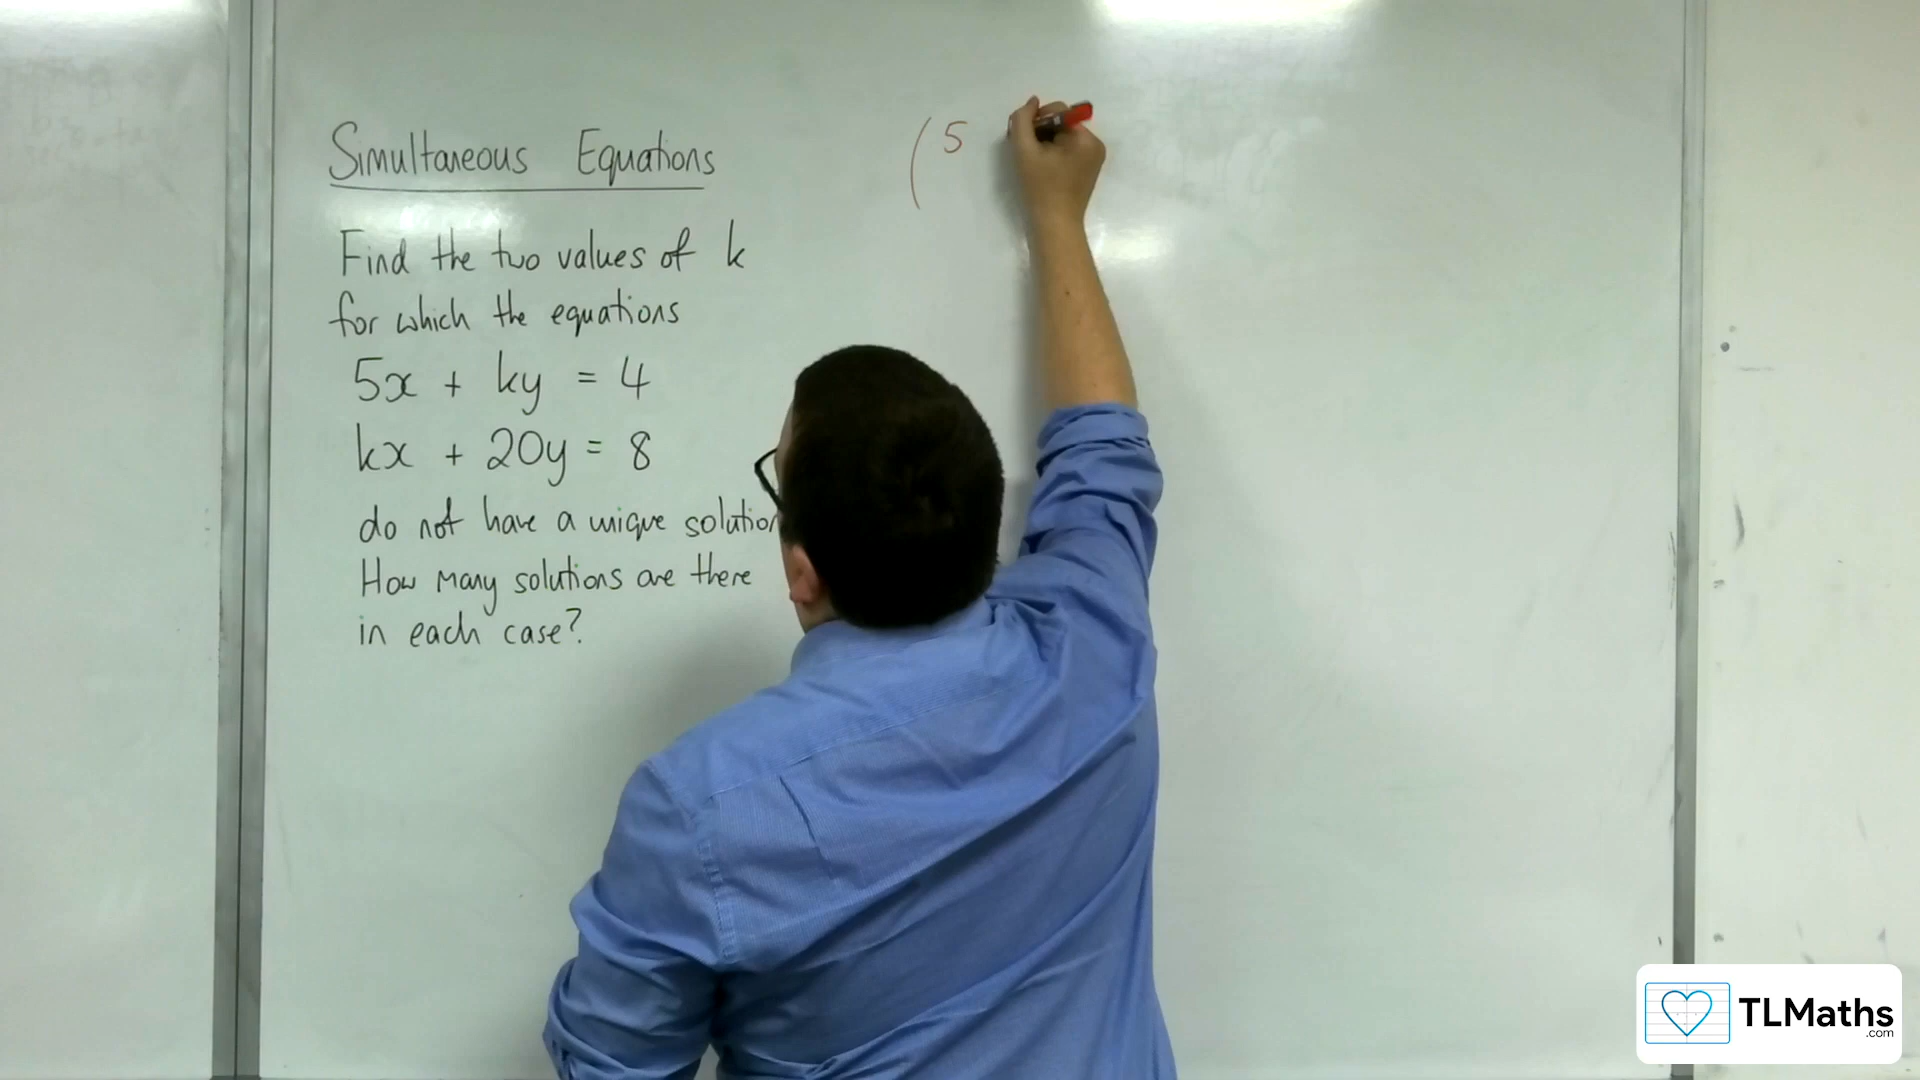 Simultaneous Equations
Find the two values of k
for which the equations
5x + ky = 4
kx + 20y = 8
do not have a unique solution
How many solutions are there
in each case?
( 5
TLMaths
.com